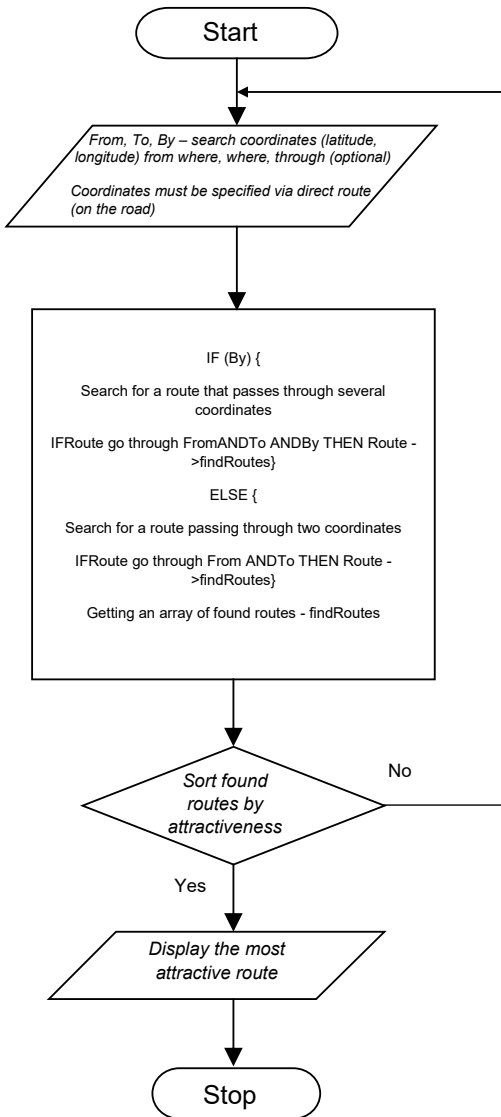 Start
From, To, By – search coordinates (latitude,
longitude) from where, where, through (optional)
Coordinates must be specified via direct route
(on the road)
IF (By) {
Search for a route that passes through several
coordinates
IFRoute go through FromANDTo ANDBy THEN Route -
>findRoutes}
ELSE {
Search for a route passing through two coordinates
IFRoute go through From ANDTo THEN Route -
>findRoutes}
Getting an array of found routes - findRoutes
Sort found
routes by
attractiveness
No
Yes
Display the most
attractive route
Stop